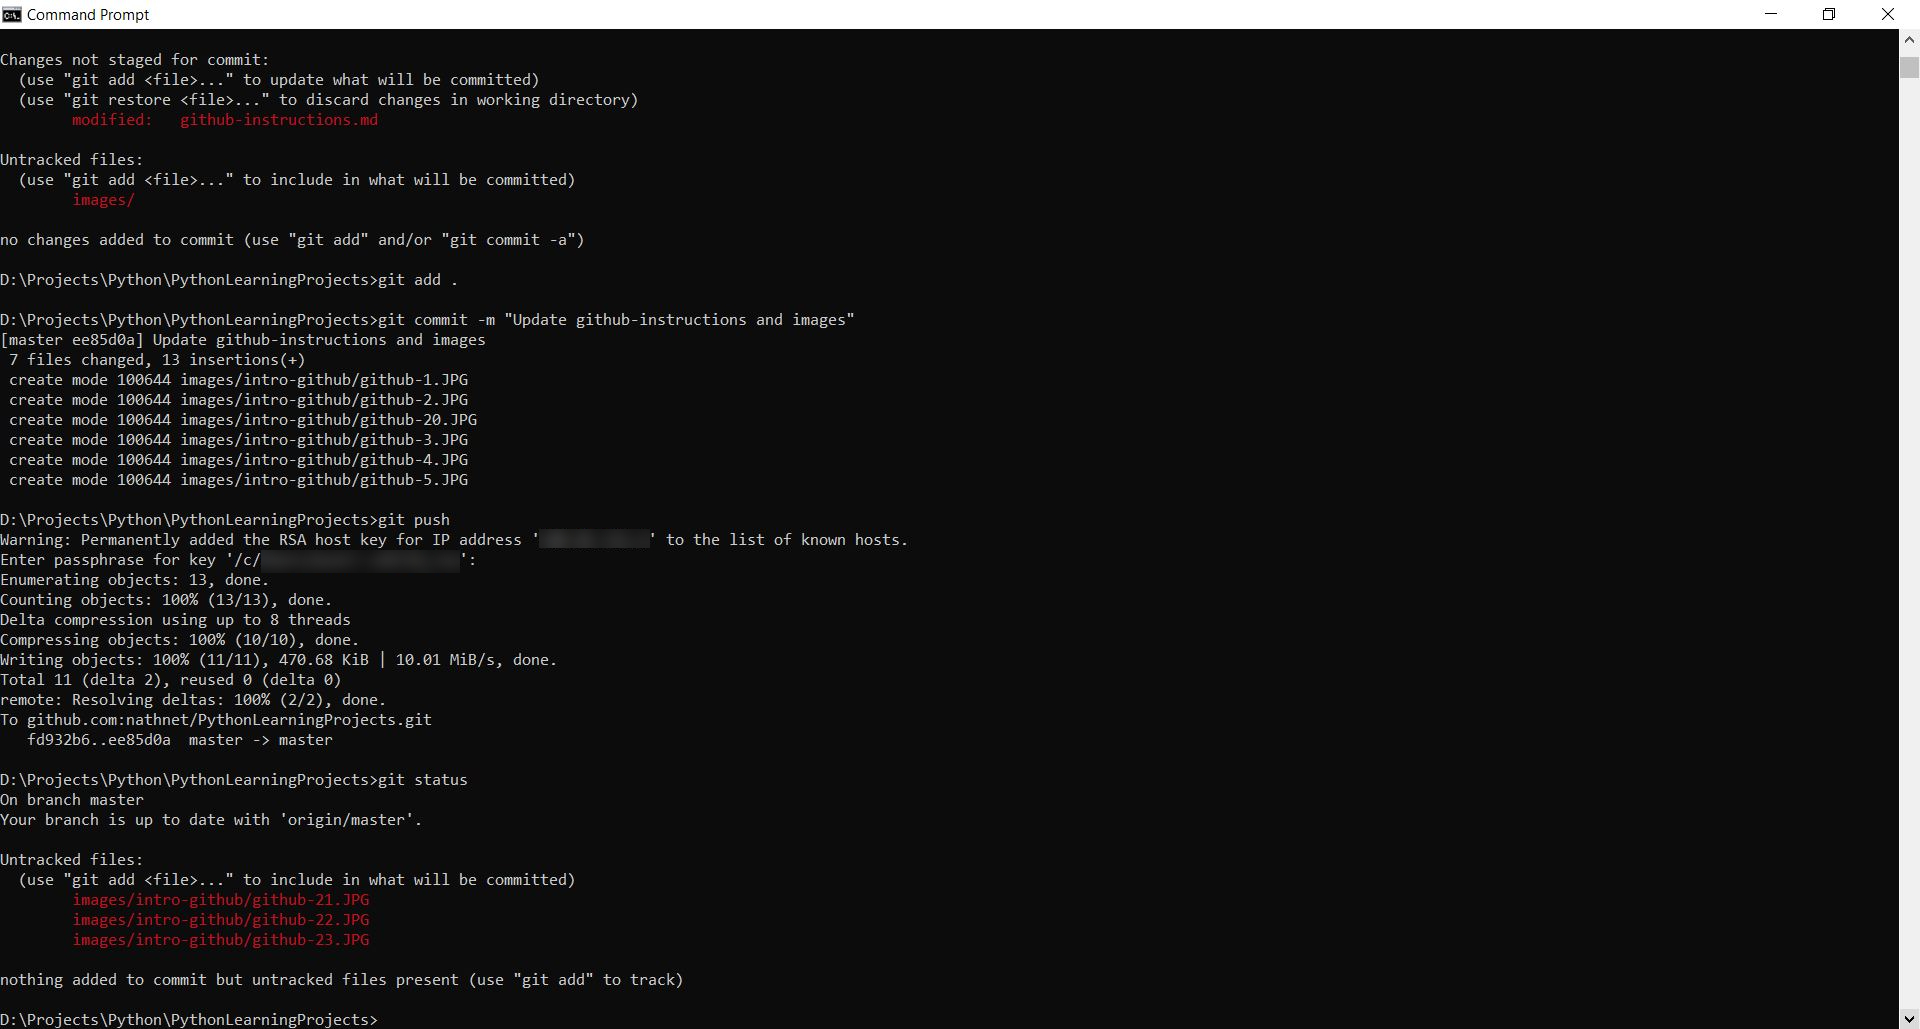 Command Prompt
Changes not staged for commit:
  (use "git add <file>..." to update what will be committed)
  (use "git restore <file>..." to discard changes in working directory)
        modified:   github-instructions.md

Untracked files:
  (use "git add <file>..." to include in what will be committed)
        images/

no changes added to commit (use "git add" and/or "git commit -a")

D:\Projects\Python\PythonLearningProjects>git add .

D:\Projects\Python\PythonLearningProjects>git commit -m "Update github-instructions and images"
[master ee85d0a] Update github-instructions and images
 7 files changed, 13 insertions(+)
 create mode 100644 images/intro-github/github-1.JPG
 create mode 100644 images/intro-github/github-2.JPG
 create mode 100644 images/intro-github/github-20.JPG
 create mode 100644 images/intro-github/github-3.JPG
 create mode 100644 images/intro-github/github-4.JPG
 create mode 100644 images/intro-github/github-5.JPG

D:\Projects\Python\PythonLearningProjects>git push
Warning: Permanently added the RSA host key for IP address '' to the list of known hosts.
Enter passphrase for key '/c/':
Enumerating objects: 13, done.
Counting objects: 100% (13/13), done.
Delta compression using up to 8 threads
Compressing objects: 100% (10/10), done.
Writing objects: 100% (11/11), 470.68 KiB | 10.01 MiB/s, done.
Total 11 (delta 2), reused 0 (delta 0)
remote: Resolving deltas: 100% (2/2), done.
To github.com:nathnet/PythonLearningProjects.git
   fd932b6..ee85d0a  master -> master

D:\Projects\Python\PythonLearningProjects>git status
On branch master
Your branch is up to date with 'origin/master'.

Untracked files:
  (use "git add <file>..." to include in what will be committed)
        images/intro-github/github-21.JPG
        images/intro-github/github-22.JPG
        images/intro-github/github-23.JPG

nothing added to commit but untracked files present (use "git add" to track)

D:\Projects\Python\PythonLearningProjects>